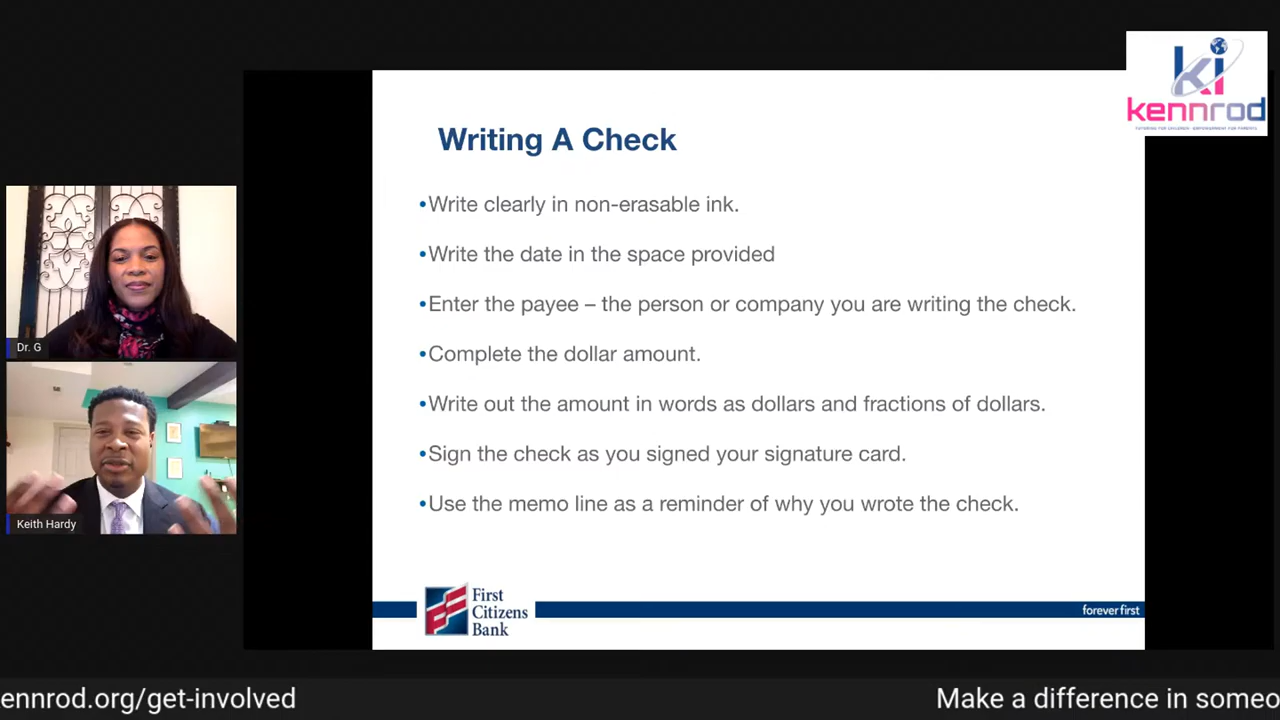 ki
kennrod
Writing A Check
•Write clearly in non-erasable ink.
•Write the date in the space provided
•Enter the payee – the person or company you are writing the check.
•Complete the dollar amount.
•Write out the amount in words as dollars and fractions of dollars.
•Sign the check as you signed your signature card.
•Use the memo line as a reminder of why you wrote the check.
Dr. G
Keith Hardy
First
Citizens
Bank
forever first
ennrod.org/get-involved
Make a difference in someo